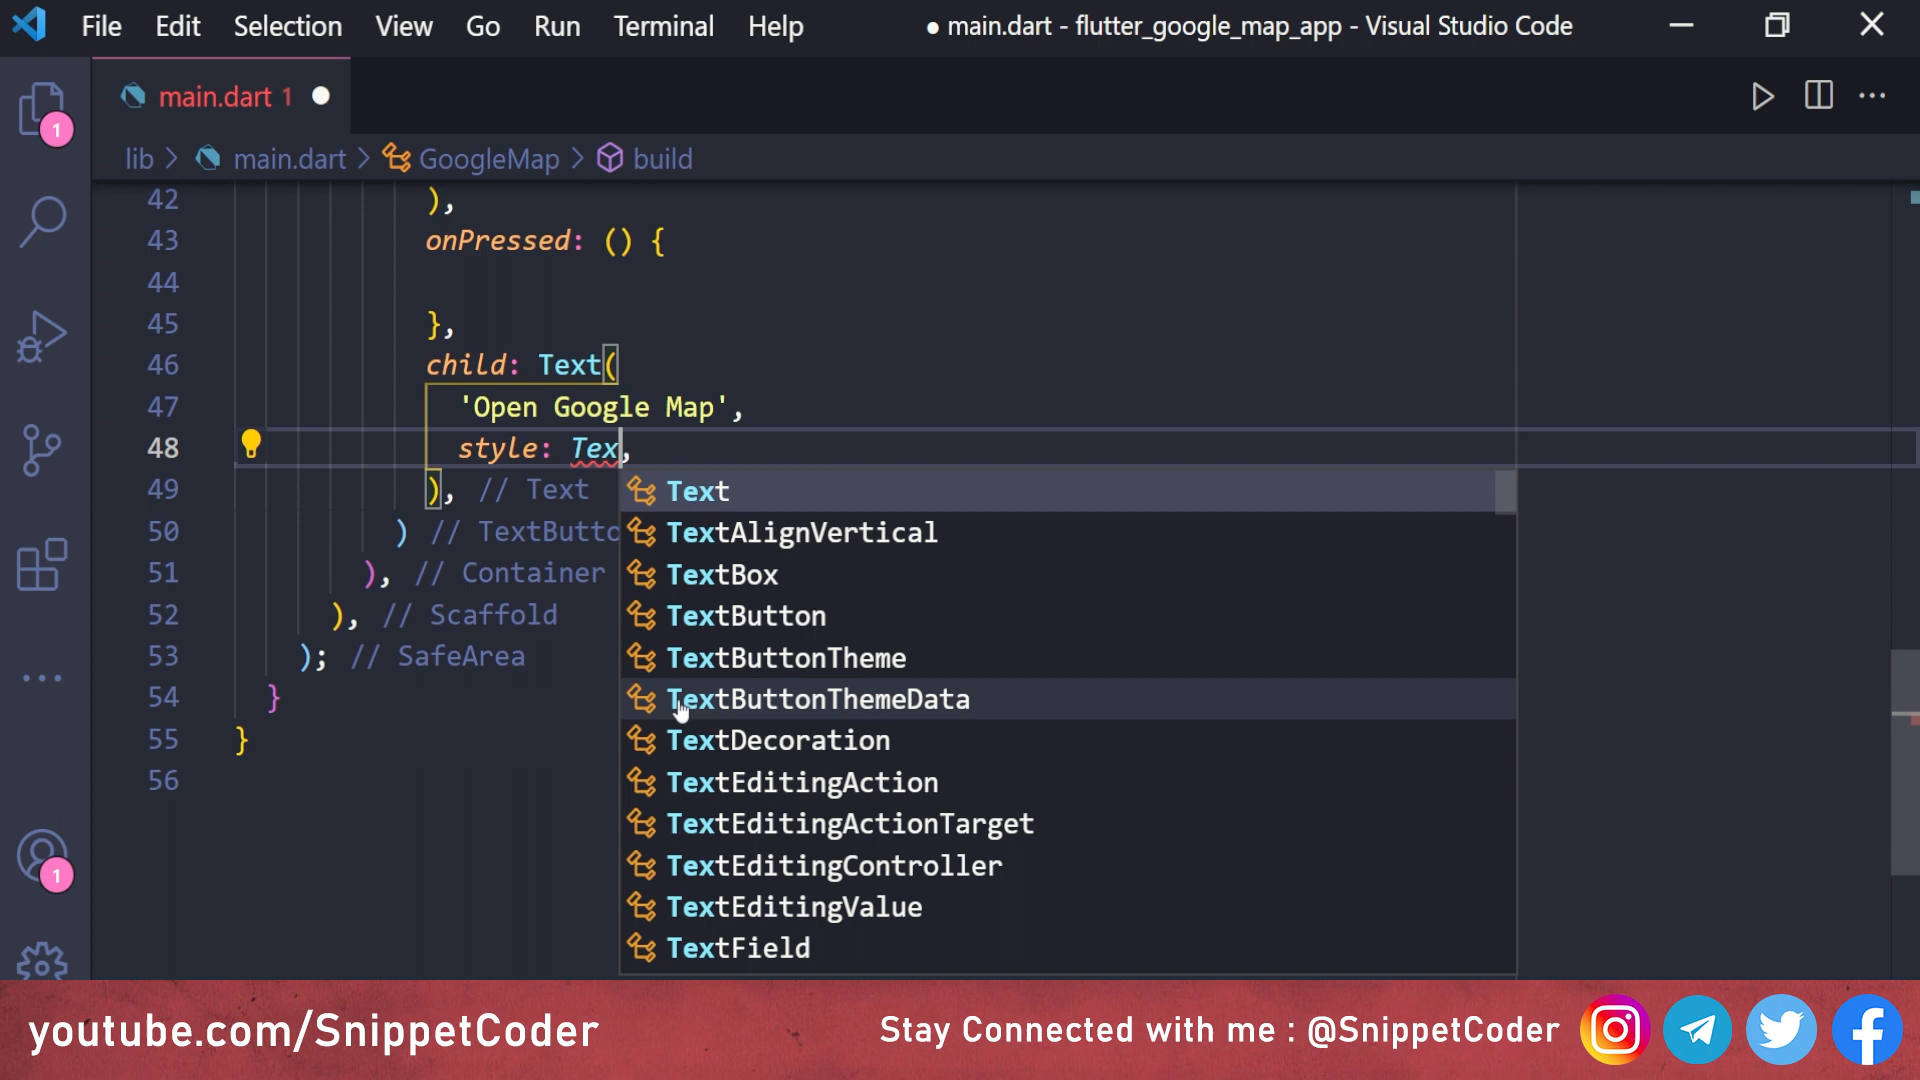 File Edit Selection View Go Run Terminal Help ● main.dart - flutter_google_map_app - Visual Studio Code
main.dart 1 ●
1
lib > main.dart > GoogleMap > build
42 ),
43 onPressed: () {
44
45 },
46 child: Text(
47 'Open Google Map',
48 style: Tex,
49 ), // Text
50 ) // TextButto
51 ), // Container
52 ), // Scaffold
53 ); // SafeArea
54 }
55 }
56
Text
TextAlignVertical
TextBox
TextButton
TextButtonTheme
TextButtonThemeData
TextDecoration
TextEditingAction
TextEditingActionTarget
TextEditingController
TextEditingValue
TextField
1
youtube.com/SnippetCoder
Stay Connected with me : @SnippetCoder